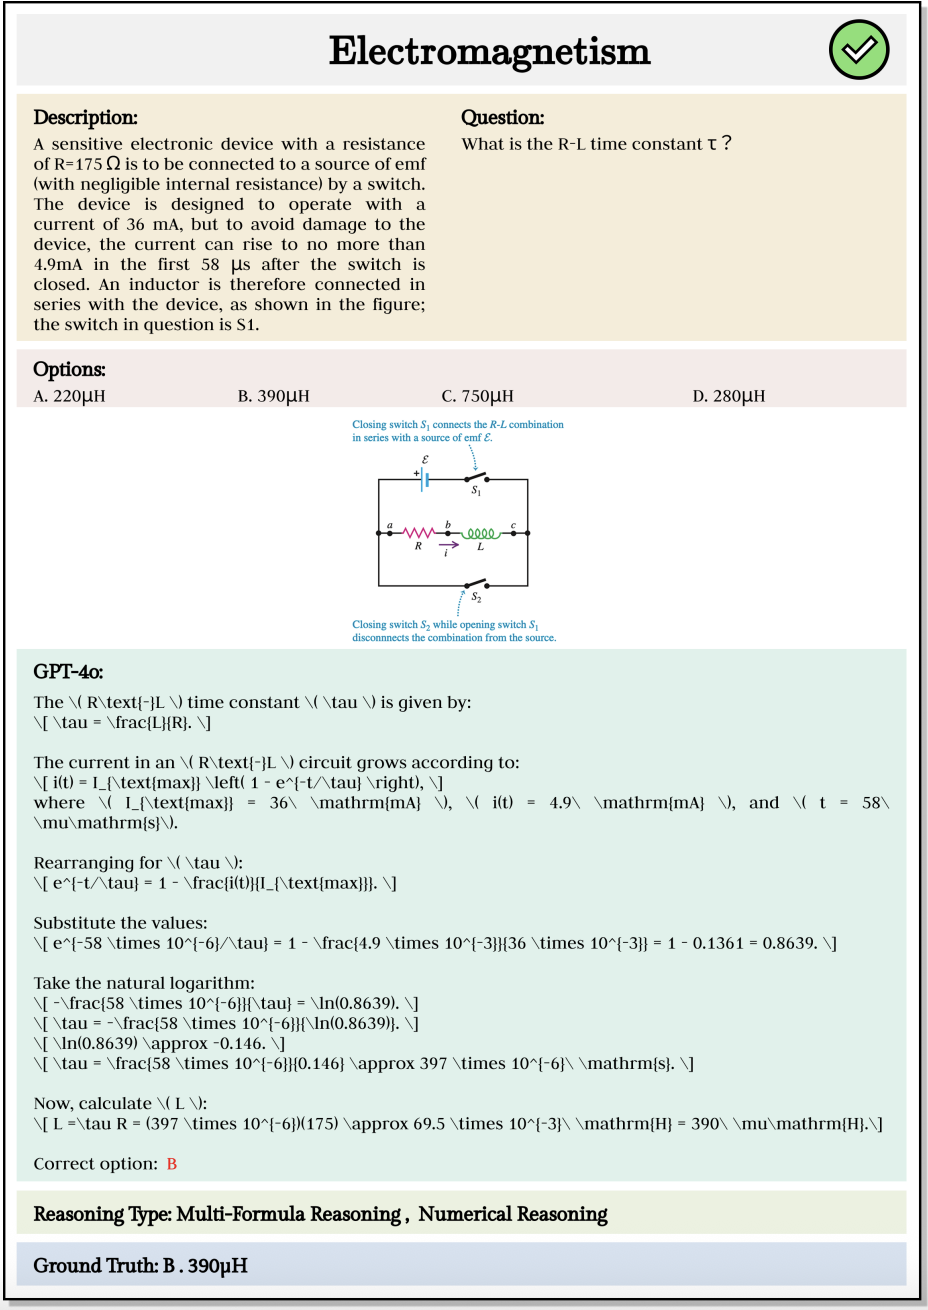 Electromagnetism
Description:
A sensitive electronic device with a resistance
of R=175 Ω is to be connected to a source of emf
(with negligible internal resistance) by a switch.
The device is designed to operate with a
current of 36 mA, but to avoid damage to the
device, the current can rise to no more than
4.9mA in the first 58 μs after the switch is
closed. An inductor is therefore connected in
series with the device, as shown in the figure;
the switch in question is S1.
Question:
What is the R-L time constant τ ?
Options:
A. 220μH
B. 390μH
C. 750μH
D. 280μH
Closing switch S₁ connects the R-L combination
in series with a source of emf ℰ.
ℰ
+
S₁
a
b
c
R
i
L
S₂
Closing switch S₂ while opening switch S₁
disconnnects the combination from the source.
GPT-4o:
The \( R\text{-}L \) time constant \( \tau \) is given by:
\[ \tau = \frac{L}{R}. \]
The current in an \( R\text{-}L \) circuit grows according to:
\[ i(t) = I_{\text{max}} \left( 1 - e^{-t/\tau} \right), \]
where \( I_{\text{max}} = 36\ \mathrm{mA} \), \( i(t) = 4.9\ \mathrm{mA} \), and \( t = 58\
\mu\mathrm{s}\).
Rearranging for \( \tau \):
\[ e^{-t/\tau} = 1 - \frac{i(t)}{I_{\text{max}}}. \]
Substitute the values:
\[ e^{-58 \times 10^{-6}/\tau} = 1 - \frac{4.9 \times 10^{-3}}{36 \times 10^{-3}} = 1 - 0.1361 = 0.8639. \]
Take the natural logarithm:
\[ -\frac{58 \times 10^{-6}}{\tau} = \ln(0.8639). \]
\[ \tau = -\frac{58 \times 10^{-6}}{\ln(0.8639)}. \]
\[ \ln(0.8639) \approx -0.146. \]
\[ \tau = \frac{58 \times 10^{-6}}{0.146} \approx 397 \times 10^{-6}\ \mathrm{s}. \]
Now, calculate \( L \):
\[ L =\tau R = (397 \times 10^{-6})(175) \approx 69.5 \times 10^{-3}\ \mathrm{H} = 390\ \mu\mathrm{H}.\]
Correct option: B
Reasoning Type: Multi-Formula Reasoning , Numerical Reasoning
Ground Truth: B . 390μH